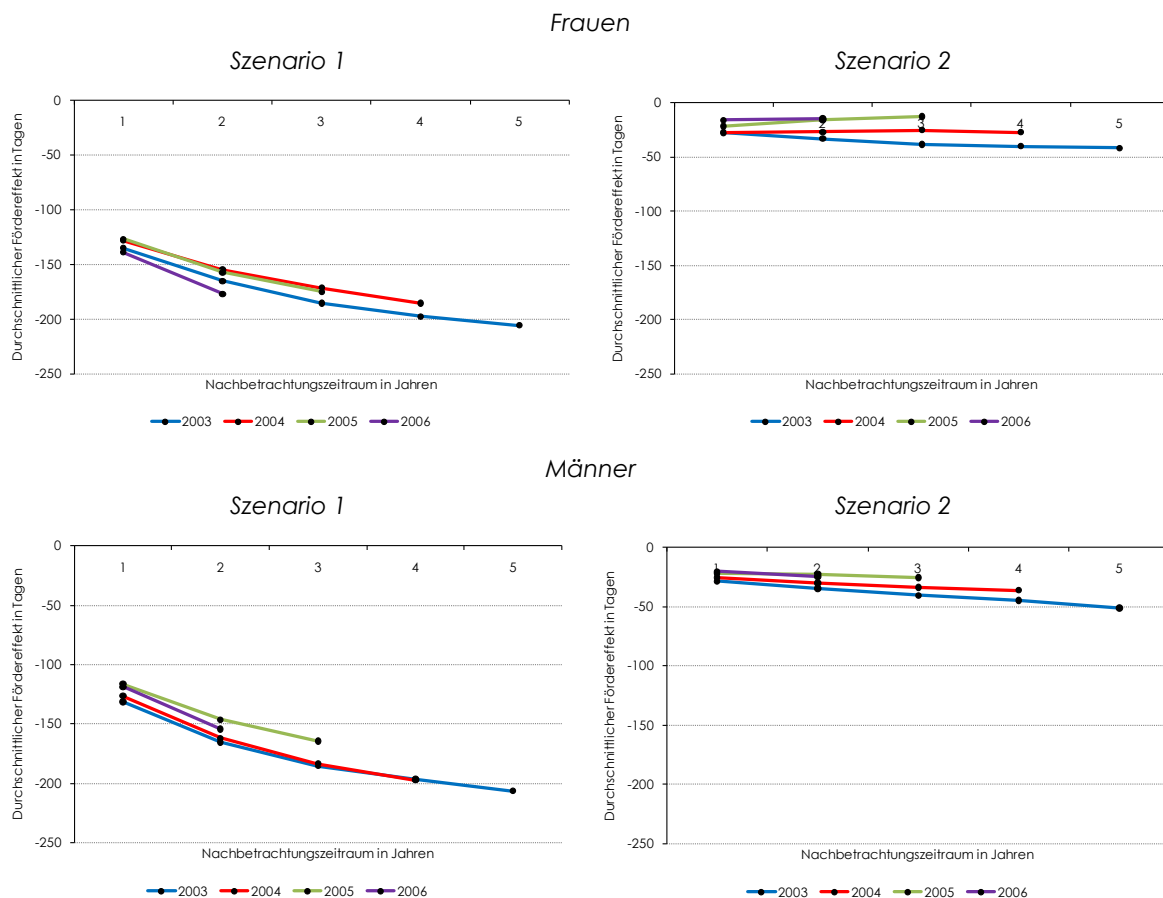 Frauen
Szenario 1
Durchschnittlicher Fördereffekt in Tagen
0
-50
-100
-150
-200
-250
1 2 3 4 5
Nachbetrachtungszeitraum in Jahren
2003 2004 2005 2006
Szenario 2
Durchschnittlicher Fördereffekt in Tagen
0
-50
-100
-150
-200
-250
1 2 3 4 5
Nachbetrachtungszeitraum in Jahren
2003 2004 2005 2006
Männer
Szenario 1
Durchschnittlicher Fördereffekt in Tagen
0
-50
-100
-150
-200
-250
1 2 3 4 5
Nachbetrachtungszeitraum in Jahren
2003 2004 2005 2006
Szenario 2
Durchschnittlicher Fördereffekt in Tagen
0
-50
-100
-150
-200
-250
1 2 3 4 5
Nachbetrachtungszeitraum in Jahren
2003 2004 2005 2006